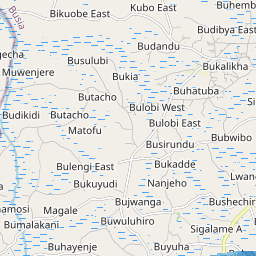 Kubo East
Bikuobe East
Buhemb
Busia
Budibya East
Budandu
gecha
Busulubi
Bukalikha
Muwenjere
Bukia
Buhatuba
Butacho
Si
Bulobi West
Budikidi
Butacho
Bulobi East
Matofu
Bubwibo
Busirundu
Bulengi East
Bukadde
Lwan
Bukuyudi
Nanjeho
Bujwanga
Bushechir
amosi
Magale
Bumalakani
Buwuluhiro
Sigalame A
Buhayenje
Buyuha